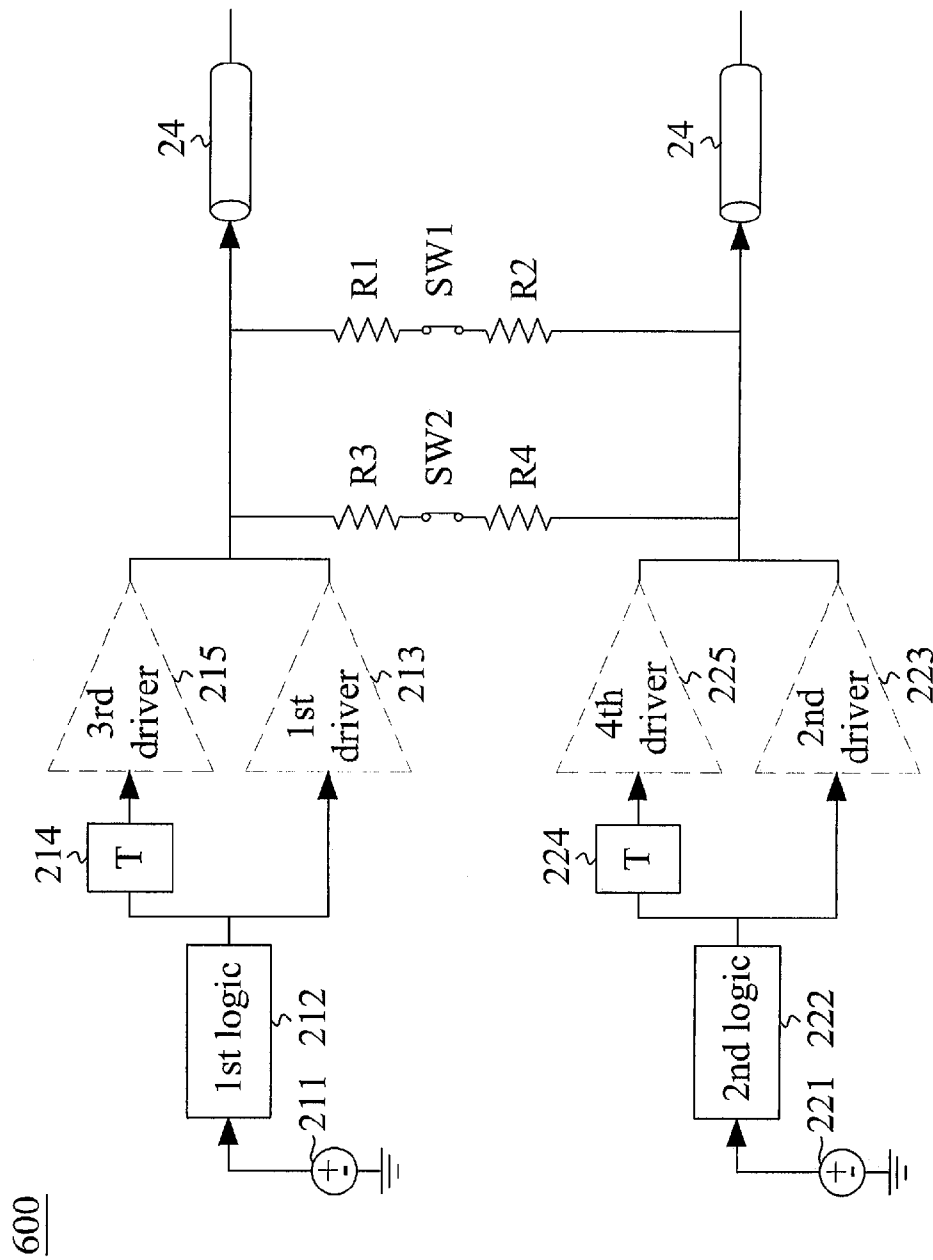 600
211
1st logic
212
214
T
3rd
driver
215
1st
driver
213
R3
SW2
R4
R1
SW1
R2
24
221
2nd logic
222
224
T
4th
driver
225
2nd
driver
223
24
+
-
+
-